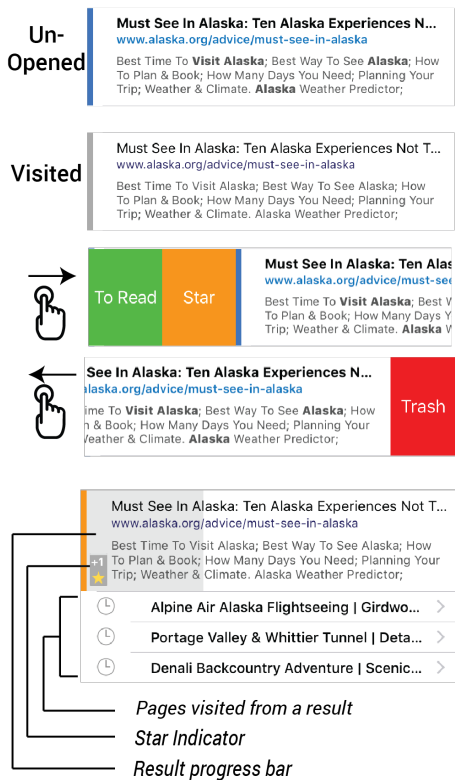 Un-
Opened
Must See In Alaska: Ten Alaska Experiences N...
www.alaska.org/advice/must-see-in-alaska
Best Time To Visit Alaska; Best Way To See Alaska; How
To Plan & Book; How Many Days You Need; Planning Your
Trip; Weather & Climate. Alaska Weather Predictor;
Visited
Must See In Alaska: Ten Alaska Experiences Not T...
www.alaska.org/advice/must-see-in-alaska
Best Time To Visit Alaska; Best Way To See Alaska; How
To Plan & Book; How Many Days You Need; Planning Your
Trip; Weather & Climate. Alaska Weather Predictor;
To Read
Star
Must See In Alaska: Ten Alas
www.alaska.org/advice/must-see
Best Time To Visit Alaska; Best W
To Plan & Book; How Many Days Y
Trip; Weather & Climate. Alaska W
See In Alaska: Ten Alaska Experiences N...
alaska.org/advice/must-see-in-alaska
ime To Visit Alaska; Best Way To See Alaska; How
n & Book; How Many Days You Need; Planning Your
Weather & Climate. Alaska Weather Predictor;
Trash
Must See In Alaska: Ten Alaska Experiences Not T...
www.alaska.org/advice/must-see-in-alaska
Best Time To Visit Alaska; Best Way To See Alaska; How
+1
To Plan & Book; How Many Days You Need; Planning Your
Trip; Weather & Climate. Alaska Weather Predictor;
Alpine Air Alaska Flightseeing | Girdwo...
Portage Valley & Whittier Tunnel | Deta...
Denali Backcountry Adventure | Scenic...
Pages visited from a result
Star Indicator
Result progress bar